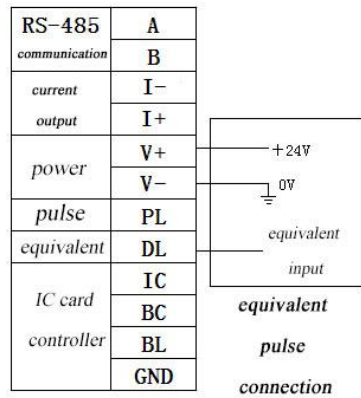 RS-485 A
communication B
current I-
output I+
power V+
V-
pulse PL
equivalent DL
IC card IC
controller BC
BL
GND
+24V
0V
equivalent
input
equivalent
pulse
connection